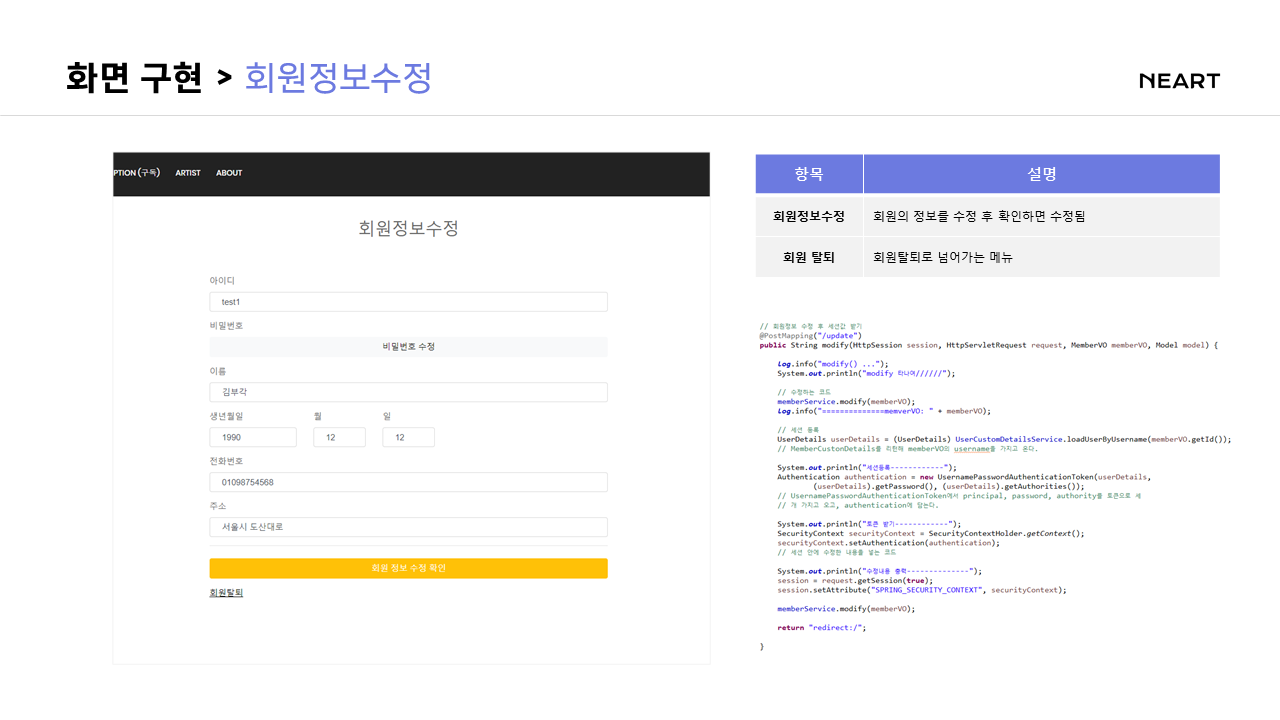 화면 구현 > 회원정보수정
NEART
PTION (구독) ARTIST ABOUT
회원정보수정
아이디
test1
비밀번호
비밀번호 수정
이름
김부각
생년월일 월 일
1990 12 12
전화번호
01098754568
주소
서울시 도산대로
회원 정보 수정 확인
회원탈퇴
항목 설명
회원정보수정 회원의 정보를 수정 후 확인하면 수정됨
회원 탈퇴 회원탈퇴로 넘어가는 메뉴
// 회원정보 수정 후 세션값 받기
@PostMapping("/update")
public String modify(HttpSession session, HttpServletRequest request, MemberVO memberVO, Model model) {
log.info("modify() ...");
System.out.println("modify 타나여//////");
// 수정하는 코드
memberService.modify(memberVO);
log.info("==============memverVO: " + memberVO);
// 세션 등록
UserDetails userDetails = (UserDetails) UserCustomDetailsService.loadUserByUsername(memberVO.getId());
// MemberCustonDetails를 리턴해 memberVO의 username를 가지고 온다.
System.out.println("세션등록------------");
Authentication authentication = new UsernamePasswordAuthenticationToken(userDetails,
(userDetails).getPassword(), (userDetails).getAuthorities());
// UsernamePasswordAuthenticationToken에서 principal, password, authority를 토큰으로 세
// 개 가지고 오고, authentication에 담는다.
System.out.println("토큰 받기------------");
SecurityContext securityContext = SecurityContextHolder.getContext();
securityContext.setAuthentication(authentication);
// 세션 안에 수정한 내용을 넣는 코드
System.out.println("수정내용 출력--------------");
session = request.getSession(true);
session.setAttribute("SPRING_SECURITY_CONTEXT", securityContext);
memberService.modify(memberVO);
return "redirect:/";
}